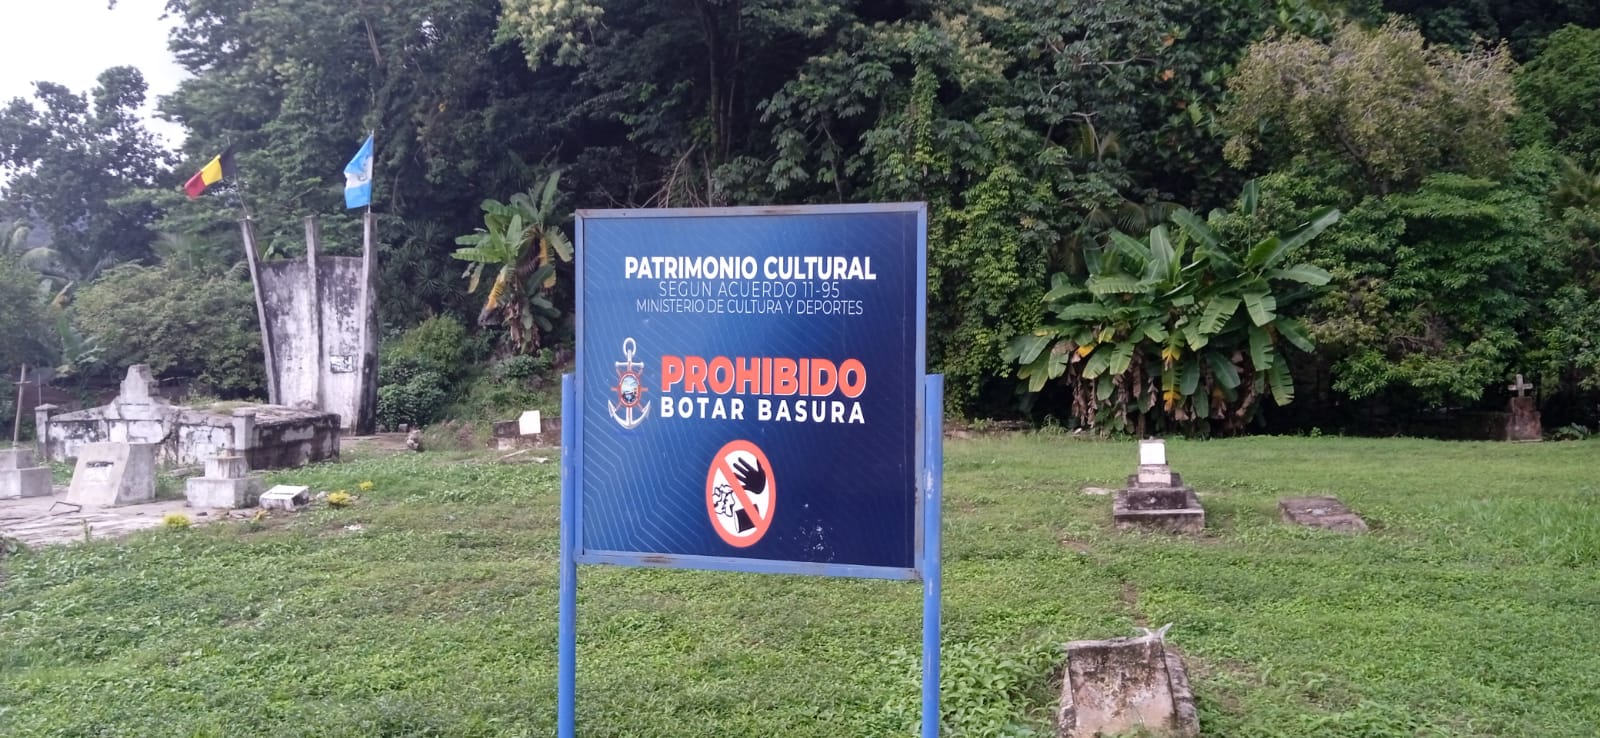 PATRIMONIO CULTURAL
SEGUN ACUERDO 11-95
MINISTERIO DE CULTURA Y DEPORTES
PROHIBIDO
BOTAR BASURA